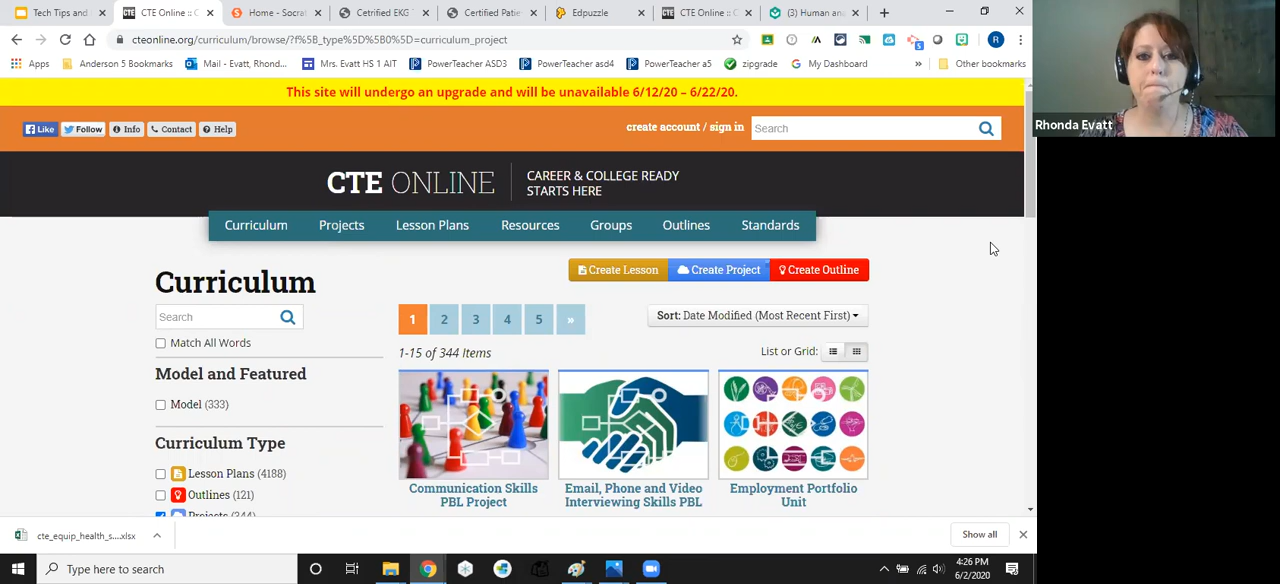 Tech Tips and
CTE Online :: C
Home - Socrat
Cetrified EKG
Certified Patie
Edpuzzle
CTE Online :: C
(3) Human an
cteonline.org/curriculum/browse/?f%5B_type%5D%5B0%5D=curriculum_project
R
Apps
Anderson 5 Bookmarks
Mail - Evatt, Rhond...
Mrs. Evatt HS 1 AIT
PowerTeacher ASD3
PowerTeacher asd4
PowerTeacher a5
zipgrade
My Dashboard
»
Other bookmarks
This site will undergo an upgrade and will be unavailable 6/12/20 – 6/22/20.
Like
Follow
Info
Contact
Help
create account / sign in
Search
CTE ONLINE
CAREER & COLLEGE READY
STARTS HERE
Curriculum
Projects
Lesson Plans
Resources
Groups
Outlines
Standards
Create Lesson
Create Project
Create Outline
Curriculum
Search
Match All Words
Model and Featured
Model (333)
Curriculum Type
Lesson Plans (4188)
Outlines (121)
Projects (344)
1
2
3
4
5
»
Sort: Date Modified (Most Recent First)
1-15 of 344 Items
List or Grid:
Communication Skills
PBL Project
Email, Phone and Video
Interviewing Skills PBL
Employment Portfolio
Unit
Rhonda Evatt
cte_equip_health_s....xlsx
Show all
Type here to search
4:26 PM
6/2/2020